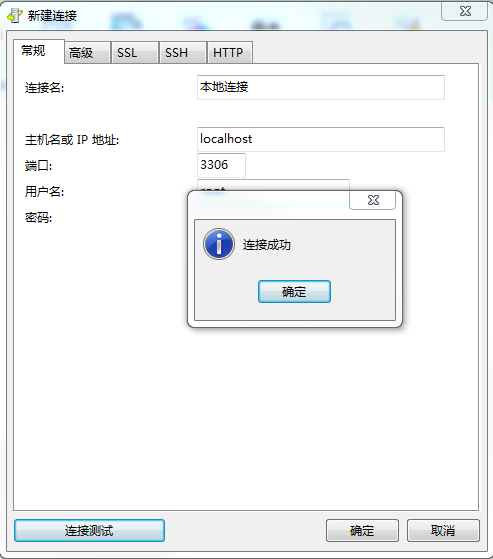 新建连接
常规
高级
SSL
SSH
HTTP
连接名:
本地连接
主机名或 IP 地址:
localhost
端口:
3306
用户名:
密码:
连接成功
确定
连接测试
确定
取消